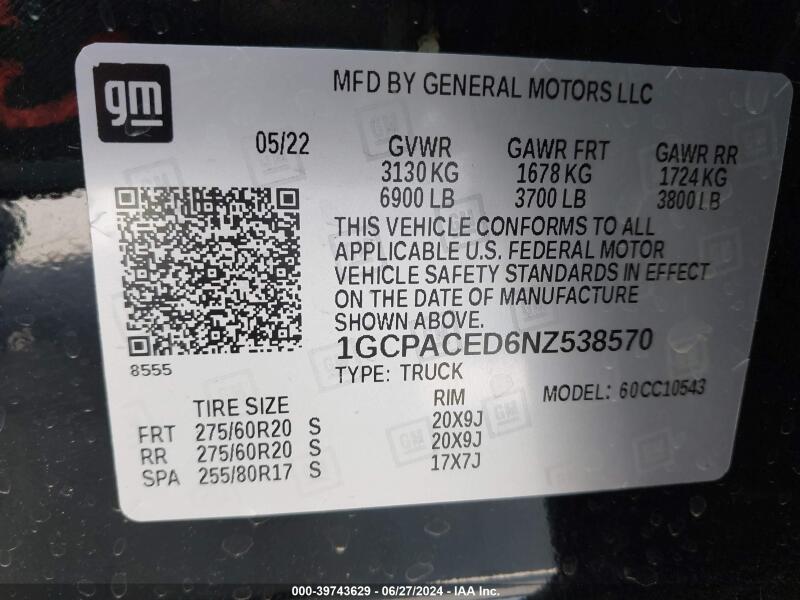 gm
MFD BY GENERAL MOTORS LLC
05/22 GVWR GAWR FRT GAWR RR
3130 KG 1678 KG 1724 KG
6900 LB 3700 LB 3800 LB
THIS VEHICLE CONFORMS TO ALL
APPLICABLE U.S. FEDERAL MOTOR
VEHICLE SAFETY STANDARDS IN EFFECT
ON THE DATE OF MANUFACTURE
SHOWN ABOVE.
1GCPACED6NZ538570
8555
TYPE: TRUCK
MODEL: 60CC10543
TIRE SIZE RIM
FRT 275/60R20 S 20X9J
RR 275/60R20 S 20X9J
SPA 255/80R17 S 17X7J
000-39743629 - 06/27/2024 - IAA Inc.